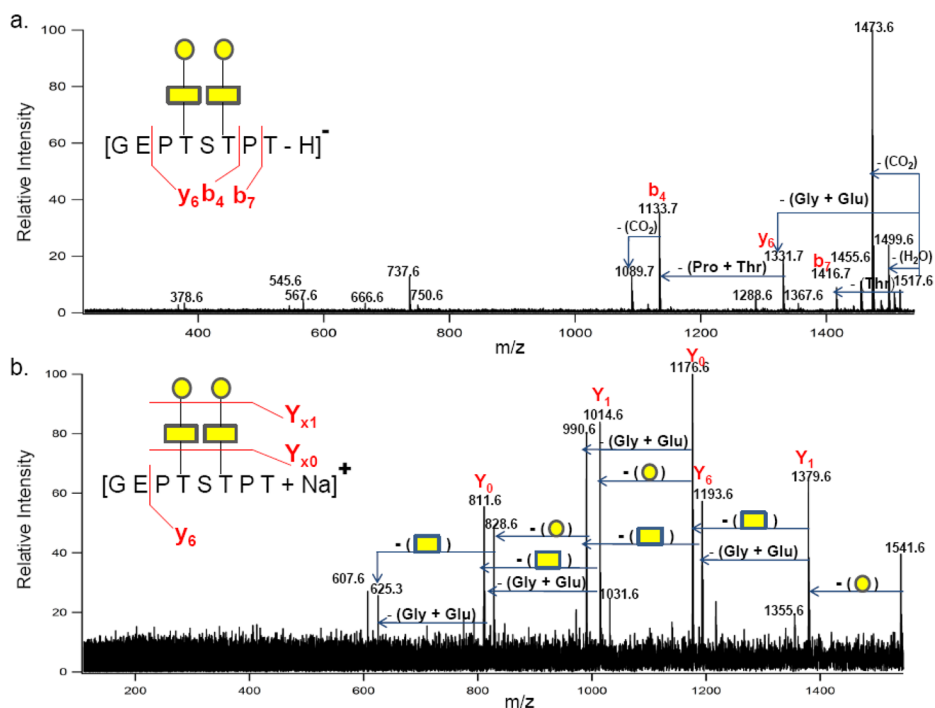 a.
Relative Intensity
100
80
60
40
20
0
[G E P T S T P T - H]-
y6 b4 b7
1473.6
- (CO2)
- (Gly + Glu)
b4
1133.7
- (CO2)
1089.7
y6
1331.7
- (Pro + Thr)
b7
1416.7
1455.6
1499.6
- (H2O)
1517.6
- (Thr)
1288.6
1367.6
737.6
750.6
545.6
567.6
666.6
378.6
400
600
800
1000
1200
1400
m/z
b.
Relative Intensity
100
80
60
40
20
0
Yx1
Yx0
[G E P T S T P T + Na]+
y6
Y0
1176.6
Y1
1014.6
990.6
- (Gly + Glu)
- ( )
Y0
811.6
828.6
- ( )
- ( )
- ( )
- ( )
- (Gly + Glu)
Y6
1193.6
Y1
1379.6
- ( )
- (Gly + Glu)
1541.6
- ( )
607.6
625.3
- (Gly + Glu)
1031.6
1355.6
200
400
600
800
1000
1200
1400
m/z